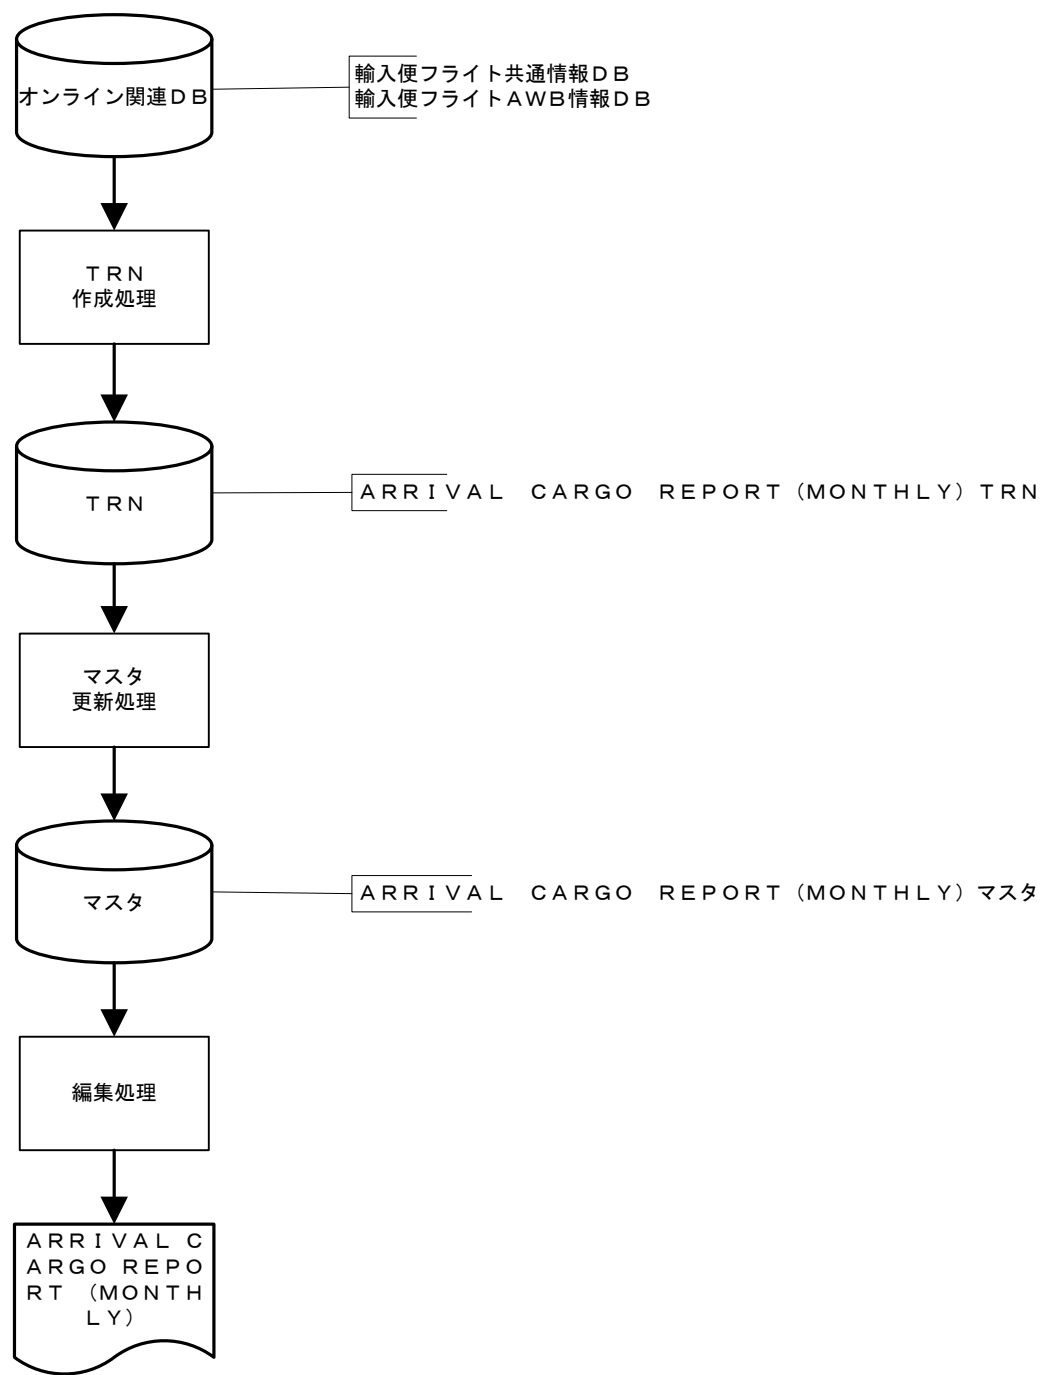 オンライン関連ＤＢ
輸入便フライト共通情報ＤＢ
輸入便フライトＡＷＢ情報ＤＢ
ＴＲＮ
作成処理
ＴＲＮ
ＡＲＲＩＶＡＬ　ＣＡＲＧＯ　ＲＥＰＯＲＴ（ＭＯＮＴＨＬＹ）ＴＲＮ
マスタ
更新処理
マスタ
ＡＲＲＩＶＡＬ　ＣＡＲＧＯ　ＲＥＰＯＲＴ（ＭＯＮＴＨＬＹ）マスタ
編集処理
ＡＲＲＩＶＡＬ Ｃ
ＡＲＧＯ ＲＥＰＯ
ＲＴ （ＭＯＮＴＨ
ＬＹ）